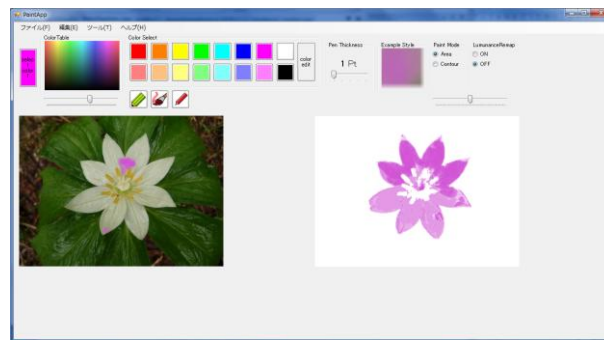 PaintApp
ファイル(F) 編集(E) ツール(T) ヘルプ(H)
ColorTable
Color Select
color
edit
Pen Thickness
1 Pt
Example Style
Paint Mode
Area
Contour
LuminanceRemap
ON
OFF